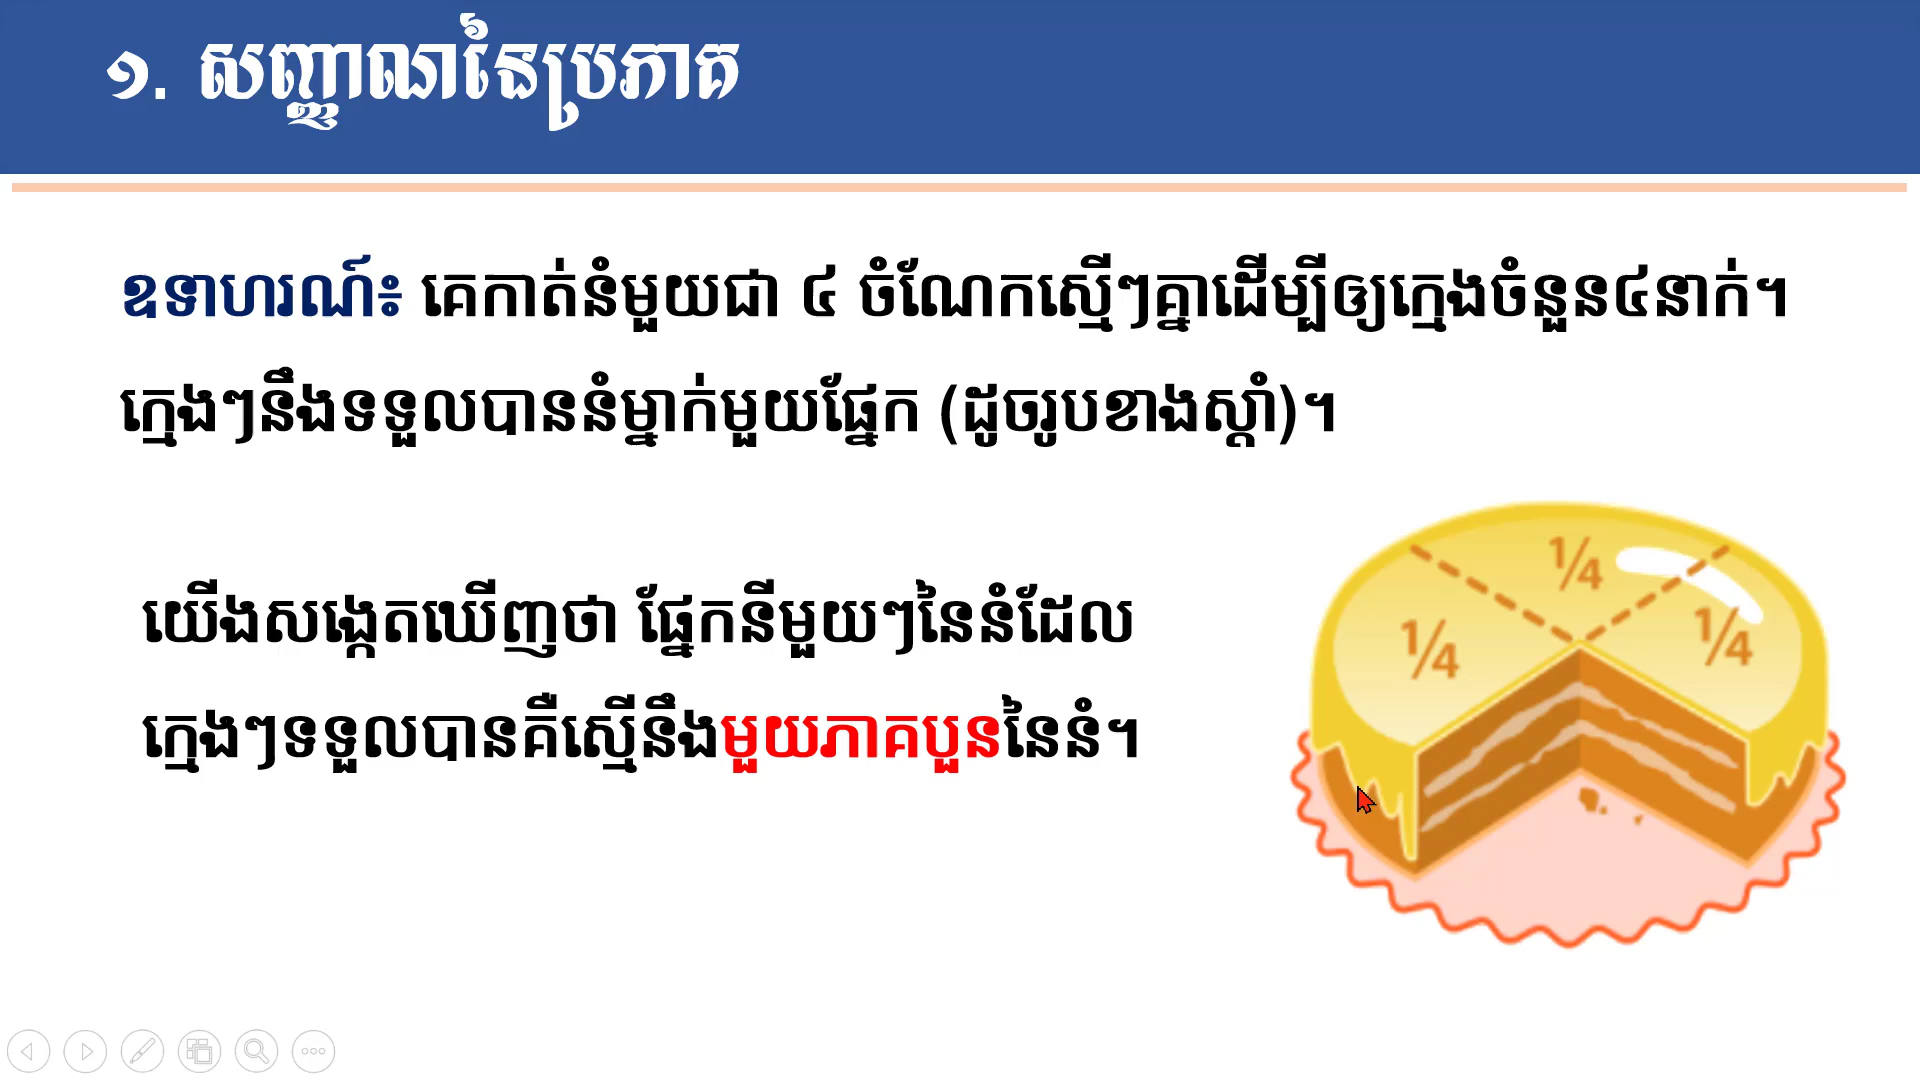 ១. សញ្ញាណនៃប្រភាគ
ឧទាហរណ៍៖ គេកាត់នំមួយជា ៤ ចំណែកស្មើៗគ្នាដើម្បីឲ្យក្មេងចំនួន៤នាក់។
ក្មេងៗនឹងទទួលបាននំម្នាក់មួយផ្នែក (ដូចរូបខាងស្ដាំ)។
យើងសង្កេតឃើញថា ផ្នែកនីមួយៗនៃនំដែល
ក្មេងៗទទួលបានគឺស្មើនឹងមួយភាគបួននៃនំ។
1/4
1/4
1/4